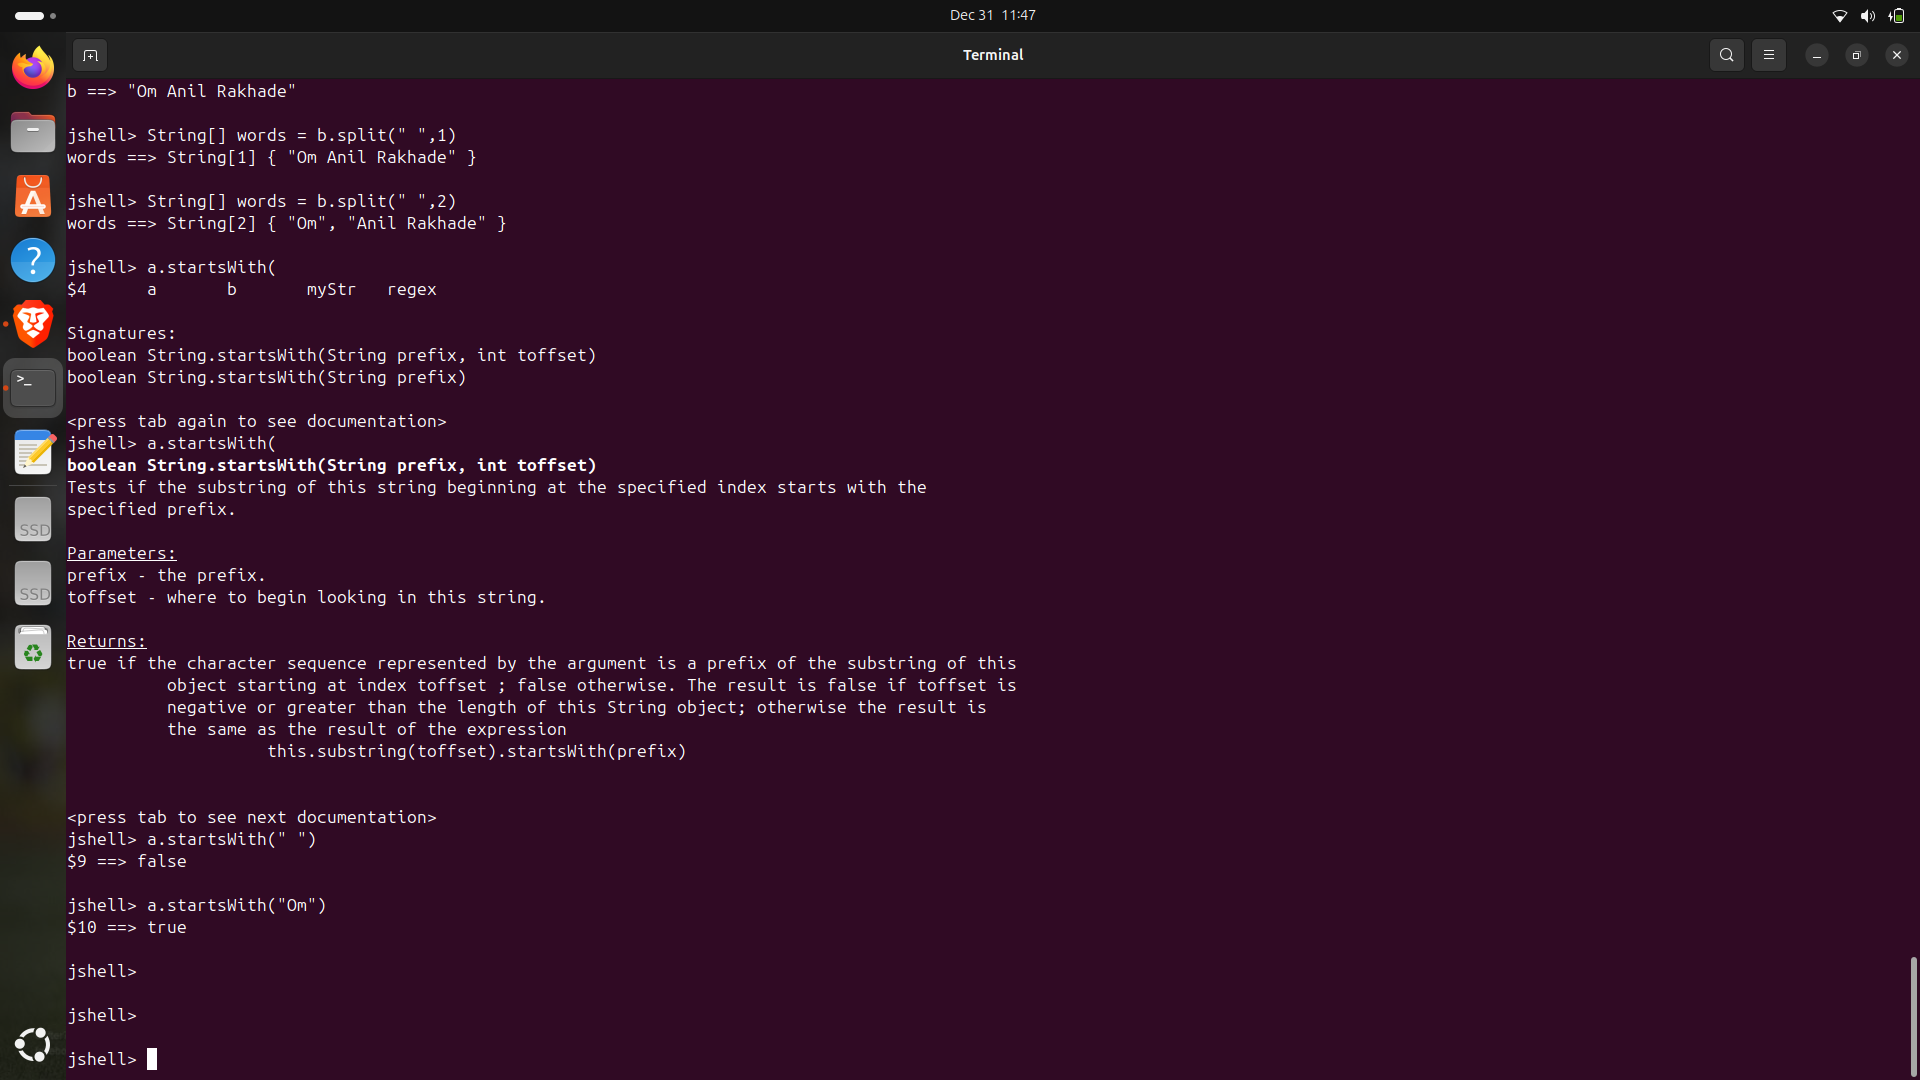 Dec 31 11:47
Terminal
b ==> "Om Anil Rakhade"
jshell> String[] words = b.split(" ",1)
words ==> String[1] { "Om Anil Rakhade" }
jshell> String[] words = b.split(" ",2)
words ==> String[2] { "Om", "Anil Rakhade" }
jshell> a.startsWith(
$4      a       b       myStr   regex
Signatures:
boolean String.startsWith(String prefix, int toffset)
boolean String.startsWith(String prefix)
<press tab again to see documentation>
jshell> a.startsWith(
boolean String.startsWith(String prefix, int toffset)
Tests if the substring of this string beginning at the specified index starts with the
specified prefix.
Parameters:
prefix - the prefix.
toffset - where to begin looking in this string.
Returns:
true if the character sequence represented by the argument is a prefix of the substring of this
object starting at index toffset ; false otherwise. The result is false if toffset is
negative or greater than the length of this String object; otherwise the result is
the same as the result of the expression
this.substring(toffset).startsWith(prefix)
<press tab to see next documentation>
jshell> a.startsWith(" ")
$9 ==> false
jshell> a.startsWith("Om")
$10 ==> true
jshell>
jshell>
jshell>
>_
SSD
SSD